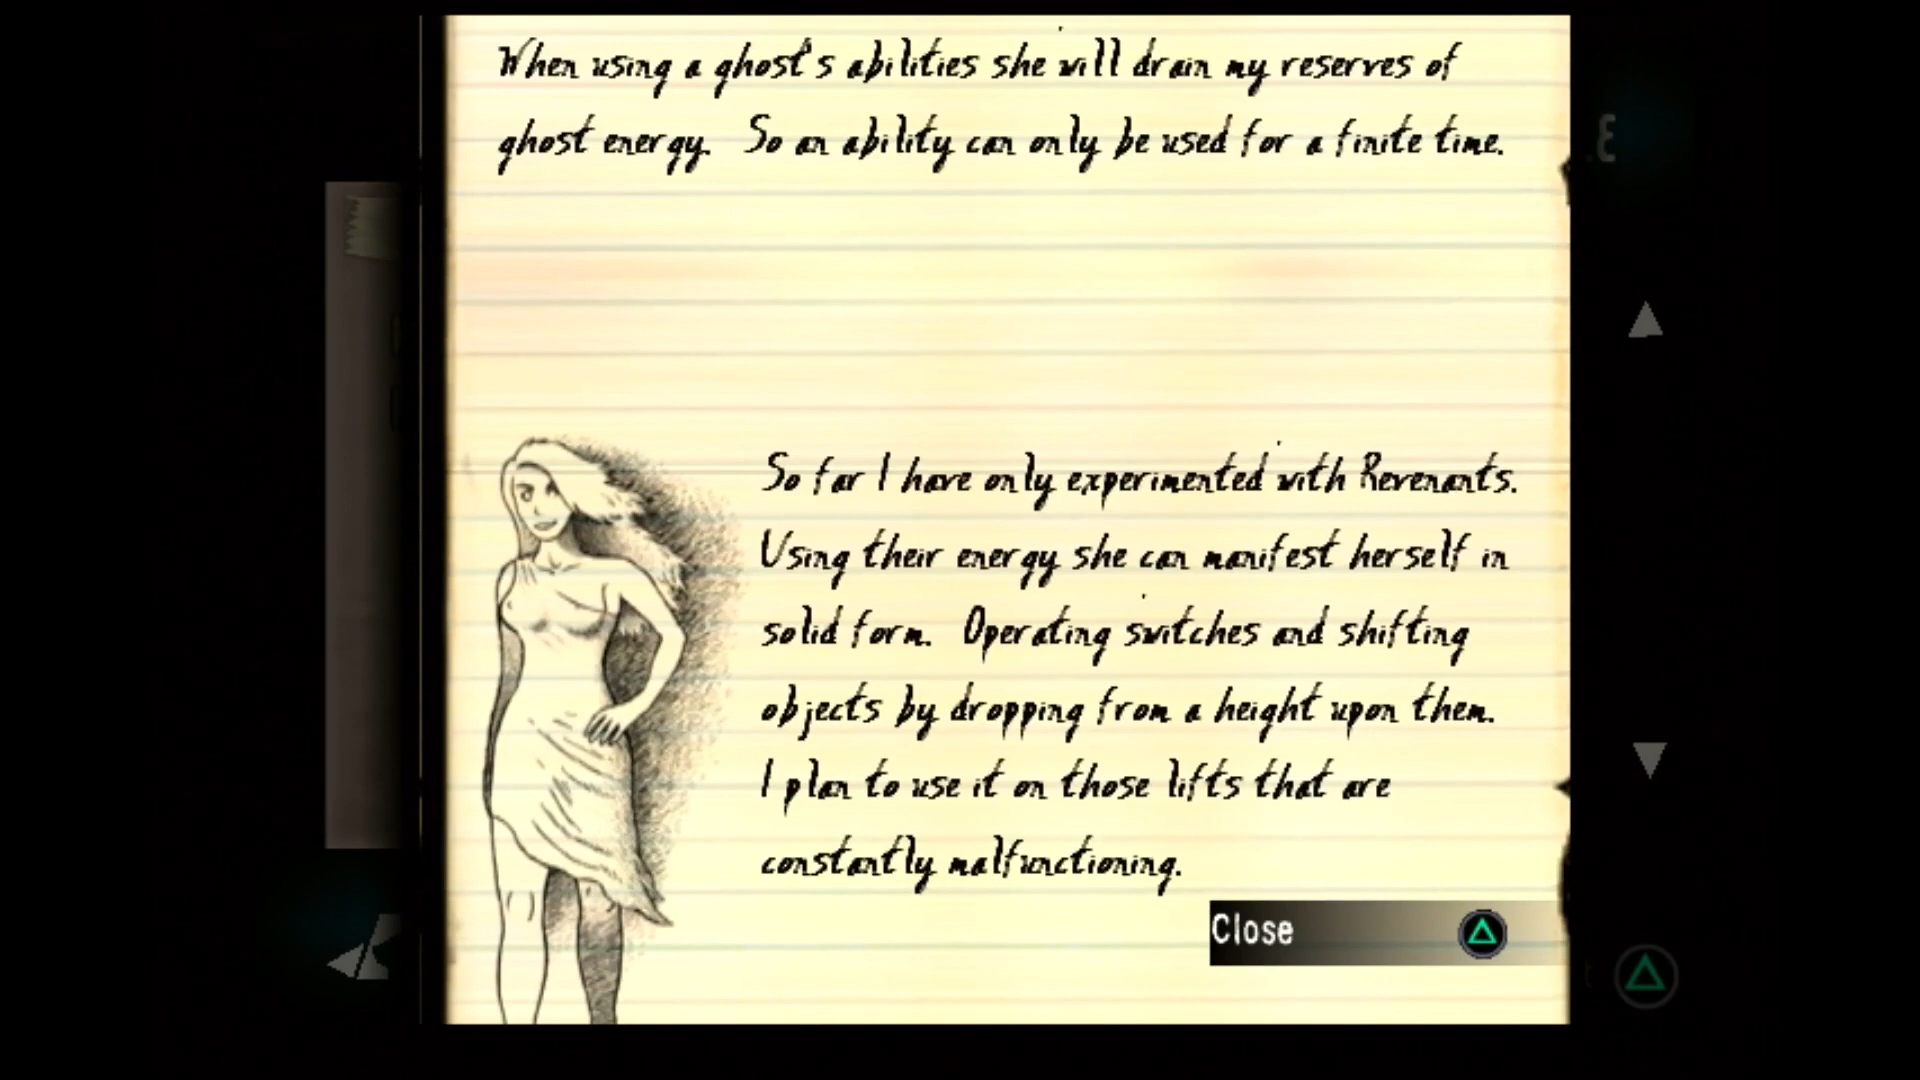 When using a ghost's abilities she will drain my reserves of
ghost energy. So an ability can only be used for a finite time.
So far I have only experimented with Revenants.
Using their energy she can manifest herself in
solid form. Operating switches and shifting
objects by dropping from a height upon them.
I plan to use it on those lifts that are
constantly malfunctioning.
Close